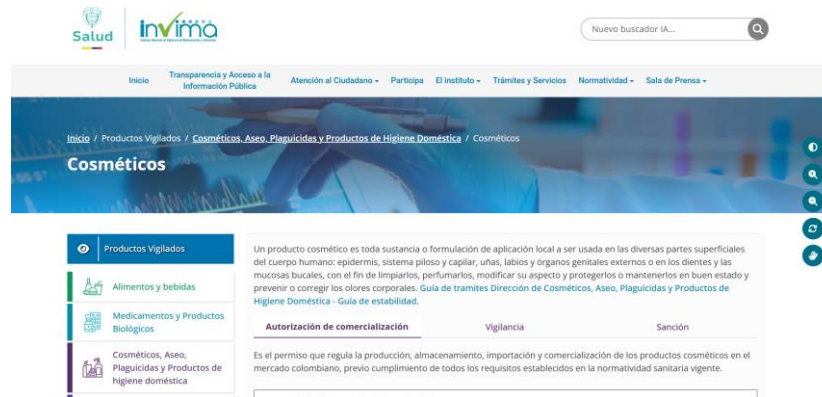 Salud
invima
Nuevo buscador IA...
Inicio
Transparencia y Acceso a la
Información Pública
Atención al Ciudadano
Participa
El instituto
Trámites y Servicios
Normatividad
Sala de Prensa
Inicio / Productos Vigilados / Cosméticos, Aseo, Plaguicidas y Productos de Higiene Doméstica / Cosméticos
Cosméticos
Productos Vigilados
Alimentos y bebidas
Medicamentos y Productos
Biológicos
Cosméticos, Aseo,
Plaguicidas y Productos de
higiene doméstica
Un producto cosmético es toda sustancia o formulación de aplicación local a ser usada en las diversas partes superficiales
del cuerpo humano: epidermis, sistema piloso y capilar, uñas, labios y órganos genitales externos o en los dientes y las
mucosas bucales, con el fin de limpiarlos, perfumarlos, modificar su aspecto y protegerlos o mantenerlos en buen estado y
prevenir o corregir los olores corporales. Guía de tramites Dirección de Cosméticos, Aseo, Plaguicidas y Productos de
Higiene Doméstica - Guía de estabilidad.
Autorización de comercialización
Vigilancia
Sanción
Es el permiso que regula la producción, almacenamiento, importación y comercialización de los productos cosméticos en el
mercado colombiano, previo cumplimiento de todos los requisitos establecidos en la normatividad sanitaria vigente.